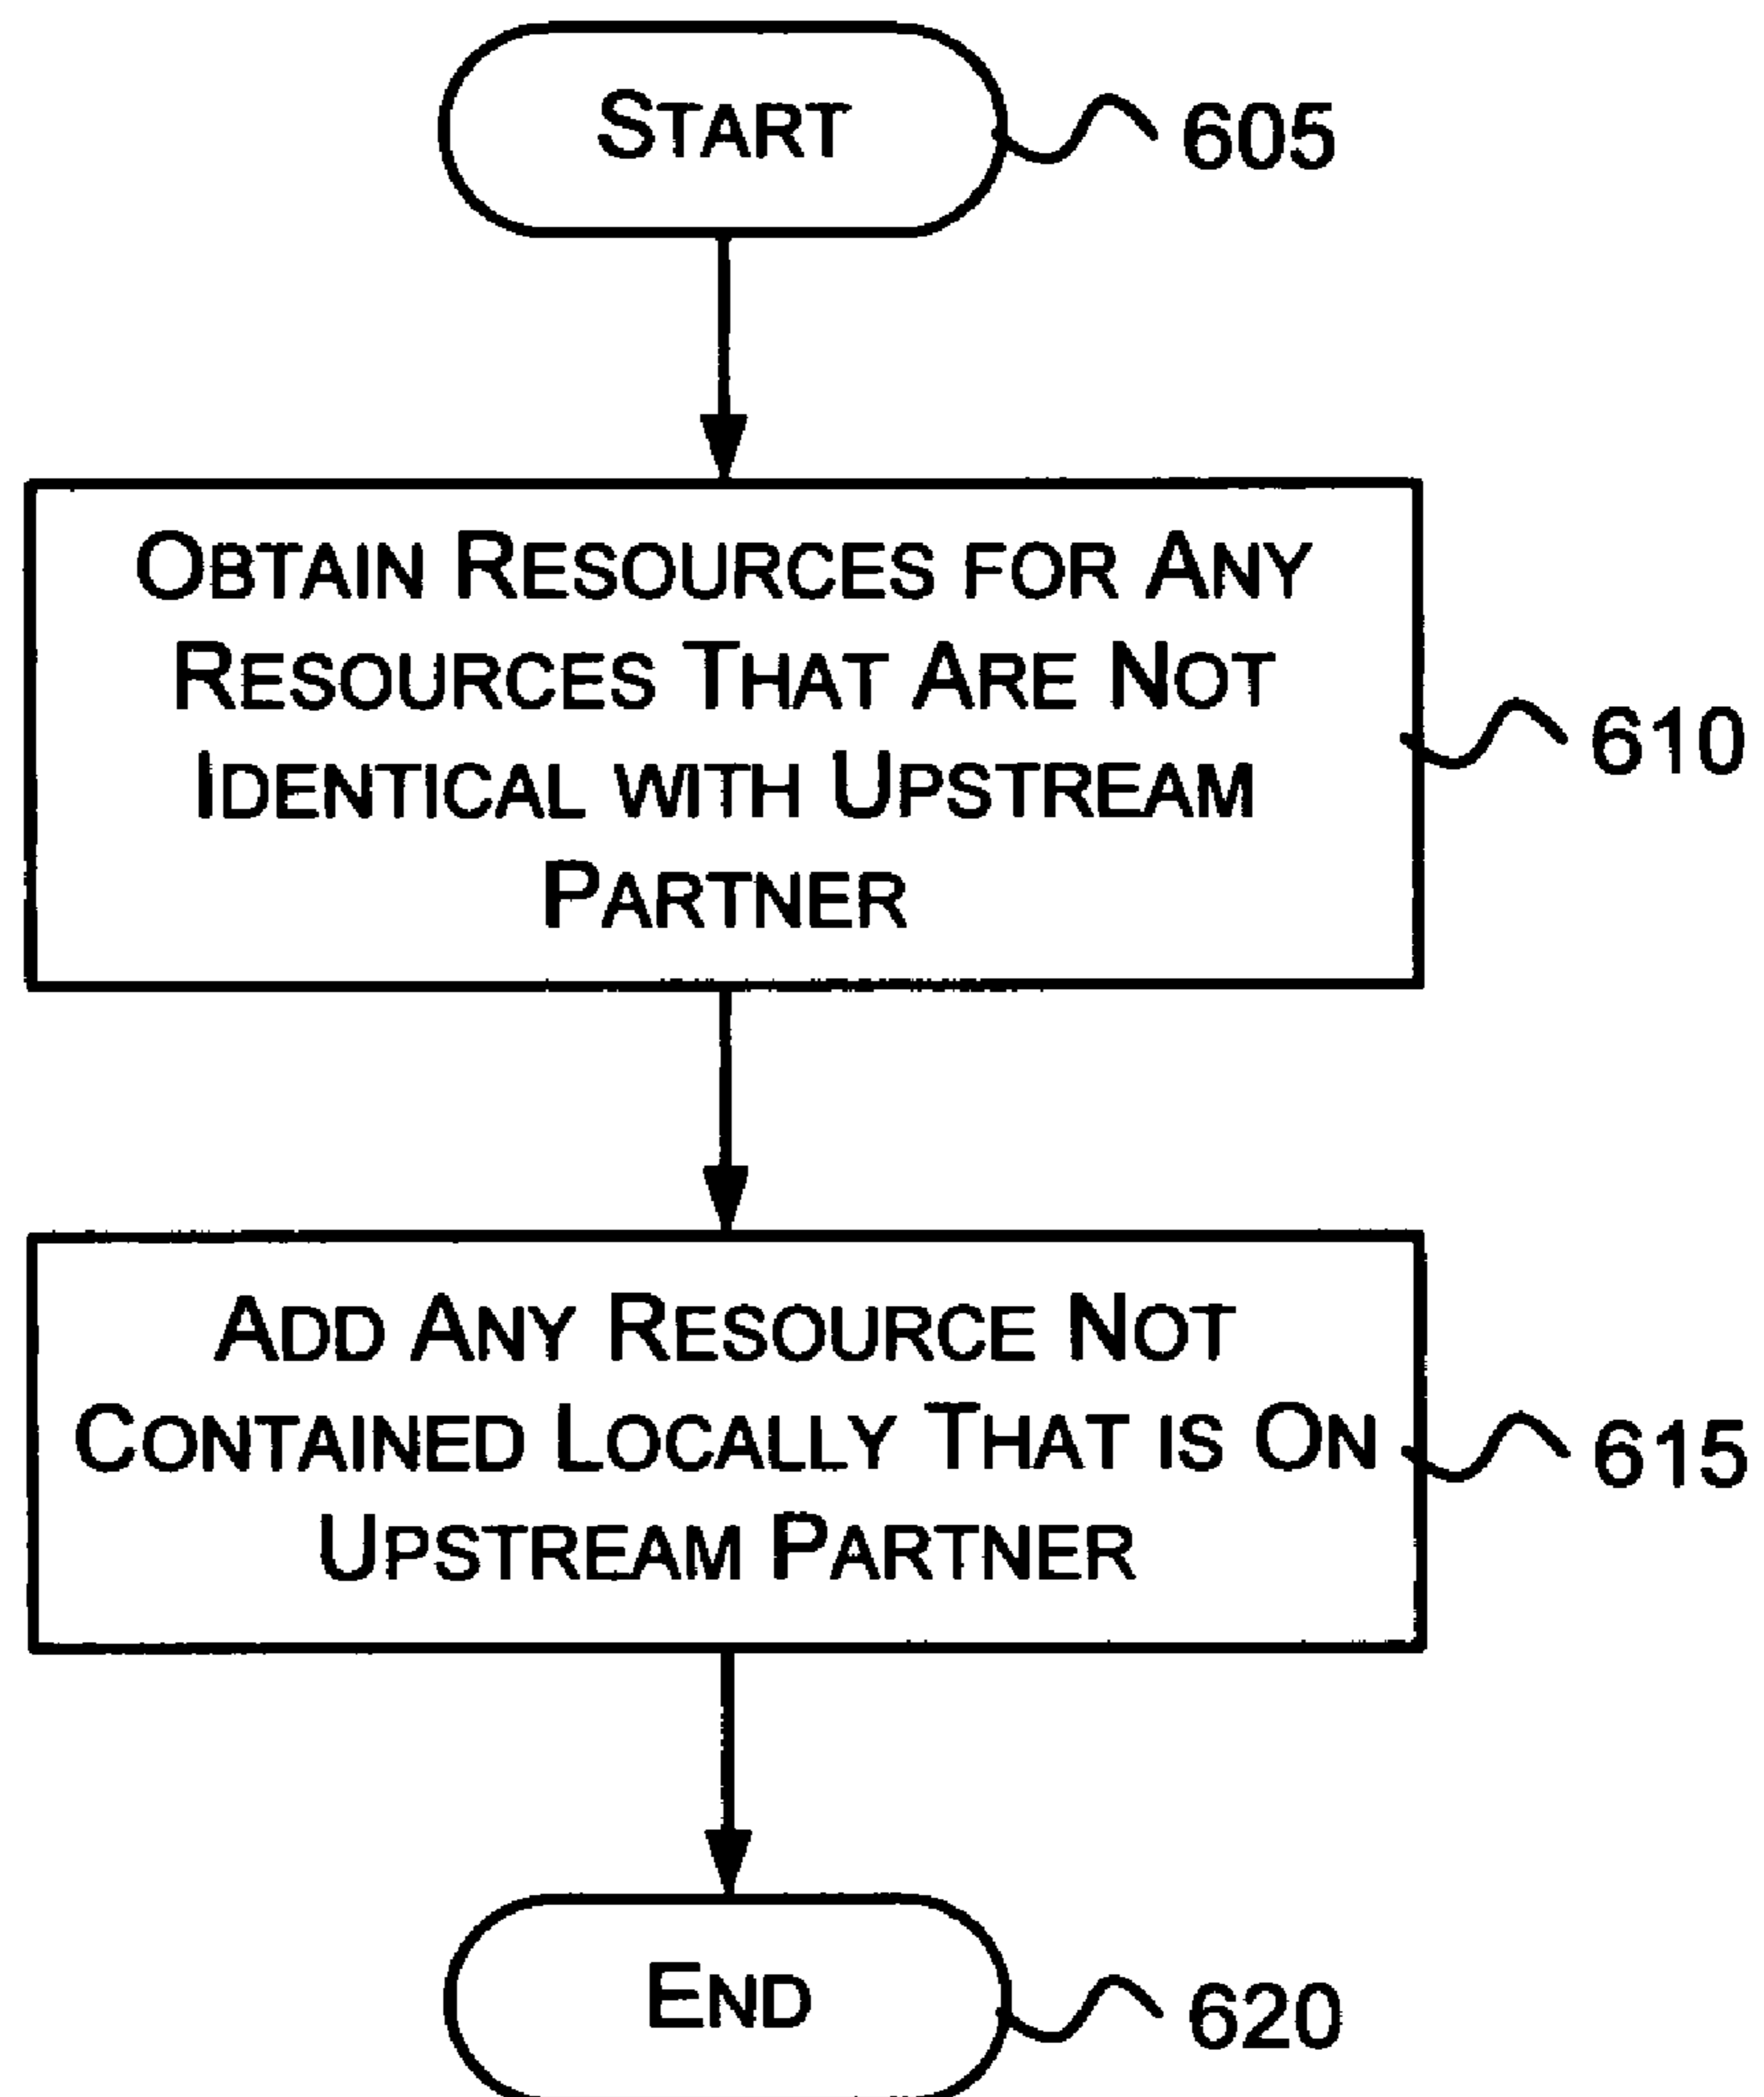 START
605
OBTAIN RESOURCES FOR ANY
RESOURCES THAT ARE NOT
IDENTICAL WITH UPSTREAM
PARTNER
610
ADD ANY RESOURCE NOT
CONTAINED LOCALLY THAT IS ON
UPSTREAM PARTNER
615
END
620